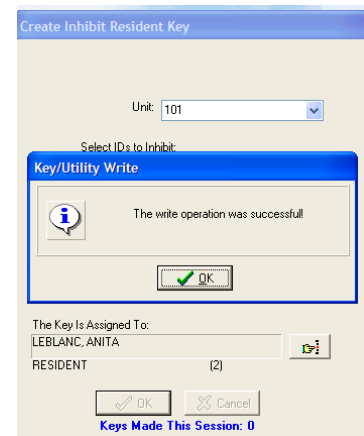 Create Inhibit Resident Key
Unit: 101
Select IDs to Inhibit:
Key/Utility Write
The write operation was successful!
OK
The Key Is Assigned To:
LEBLANC, ANITA
RESIDENT (2)
OK Cancel
Keys Made This Session: 0